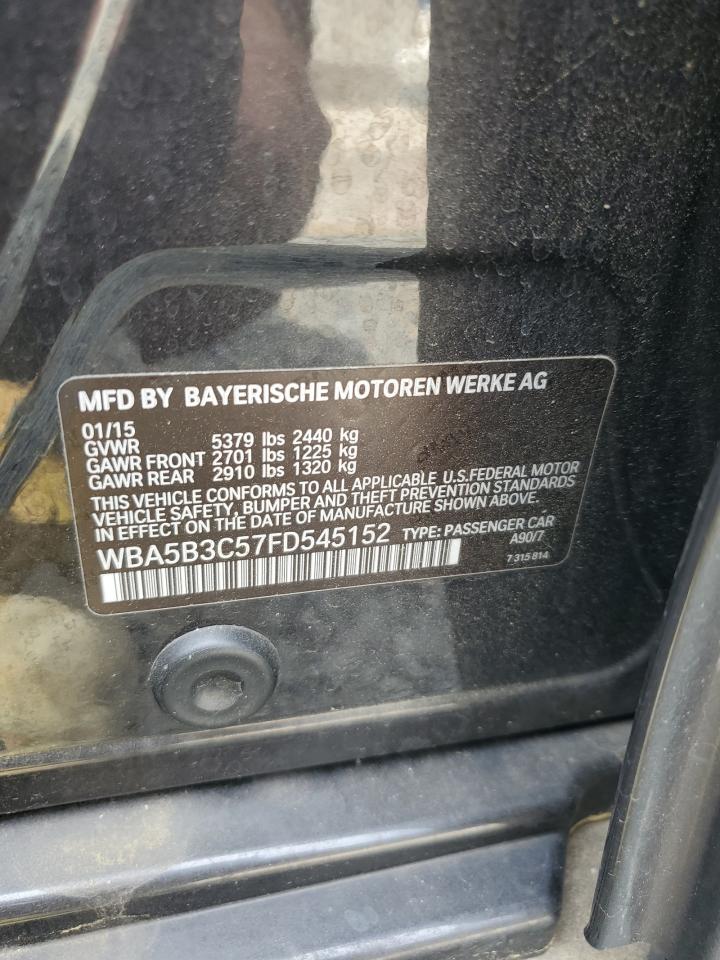 MFD BY BAYERISCHE MOTOREN WERKE AG
01/15
GVWR 5379 lbs 2440 kg
GAWR FRONT 2701 lbs 1225 kg
GAWR REAR 2910 lbs 1320 kg
THIS VEHICLE CONFORMS TO ALL APPLICABLE U.S.FEDERAL MOTOR
VEHICLE SAFETY, BUMPER AND THEFT PREVENTION STANDARDS
IN EFFECT ON THE DATE OF MANUFACTURE SHOWN ABOVE.
WBA5B3C57FD545152 TYPE: PASSENGER CAR
A90/7
7 315 814